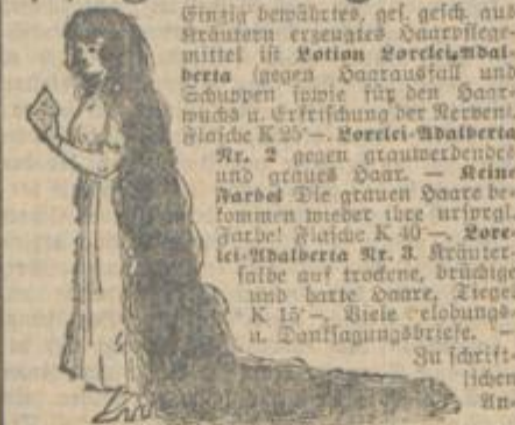 Einzig bewährtes, ges. gesch. aus
Kräutern erzeugtes Haarpflege-
mittel ist Lotion Lorelei-Adal-
berta (gegen Haarausfall und
Schuppen sowie für den Haar-
wuchs u. Erfrischung der Nerven).
Flasche K 25·—. Lorelei-Adalberta
Nr. 2 gegen grauwerdendes
und graues Haar. — Keine
Farbe! Die grauen Haare be-
kommen wieder ihre ursprgl.
Farbe! Flasche K 40·—. Lore-
lei-Adalberta Nr. 3. Kräuter-
salbe auf trockene, brüchige
und harte Haare, Tiegel
K 15·—. Viele elobungs-
u. Danksagungsbriefe. —
Zu schrift-
lichen
An-